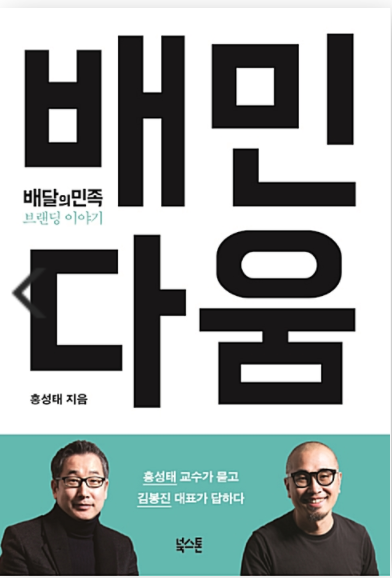 배민
다움
배달의민족
브랜딩 이야기
홍성태 지음
홍성태 교수가 묻고
김봉진 대표가 답하다
북스톤